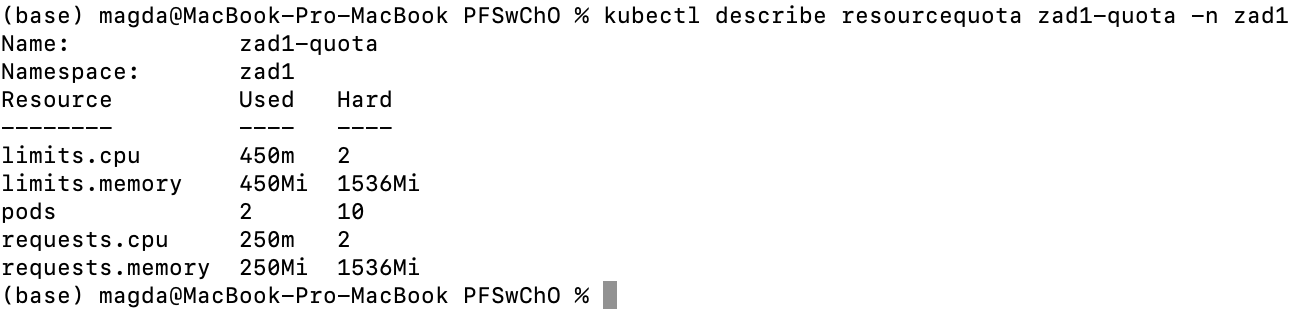 (base) magda@MacBook-Pro-MacBook PFSwChO % kubectl describe resourcequota zad1-quota -n zad1
Name:            zad1-quota
Namespace:       zad1
Resource         Used   Hard
--------         ----   ----
limits.cpu       450m   2
limits.memory    450Mi  1536Mi
pods             2      10
requests.cpu     250m   2
requests.memory  250Mi  1536Mi
(base) magda@MacBook-Pro-MacBook PFSwChO %